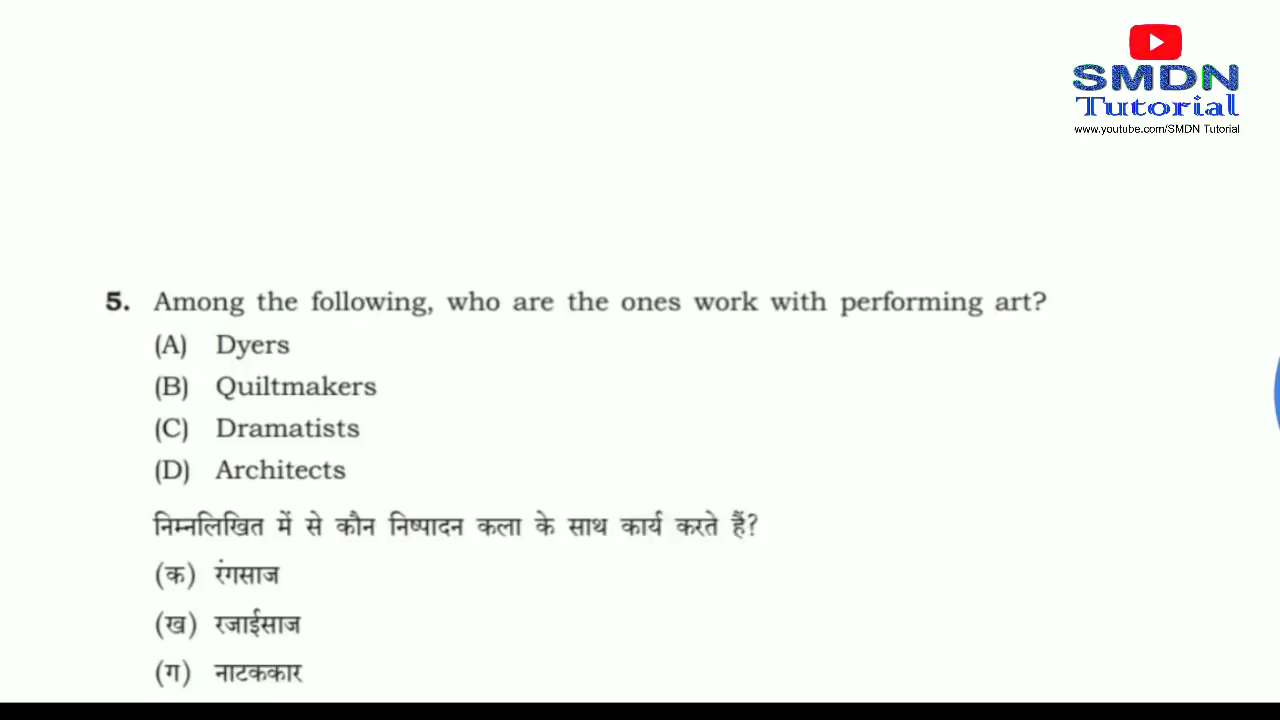 SMDN
Tutorial
www.youtube.com/SMDN Tutorial
5. Among the following, who are the ones work with performing art?
(A) Dyers
(B) Quiltmakers
(C) Dramatists
(D) Architects
निम्नलिखित में से कौन निष्पादन कला के साथ कार्य करते हैं?
(क) रंगसाज
(ख) रजाईसाज
(ग) नाटककार